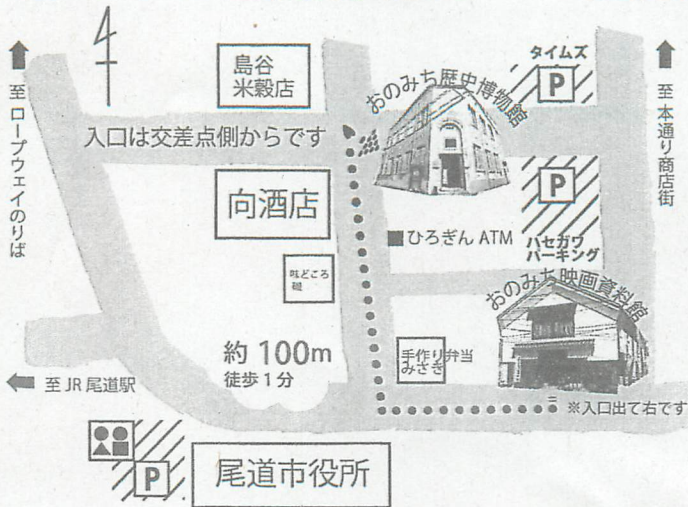 タイムズ
P
島谷
米穀店
おのみち歴史博物館
至 ロープウェイのりば
至 本通り商店街
入口は交差点側からです
P
向酒店
■ひろぎん ATM
ハセガワ
パーキング
味どころ
磯
おのみち映画資料館
約 100m
徒歩1分
手作り弁当
みさき
至 JR 尾道駅
※入口出て右です
P
尾道市役所